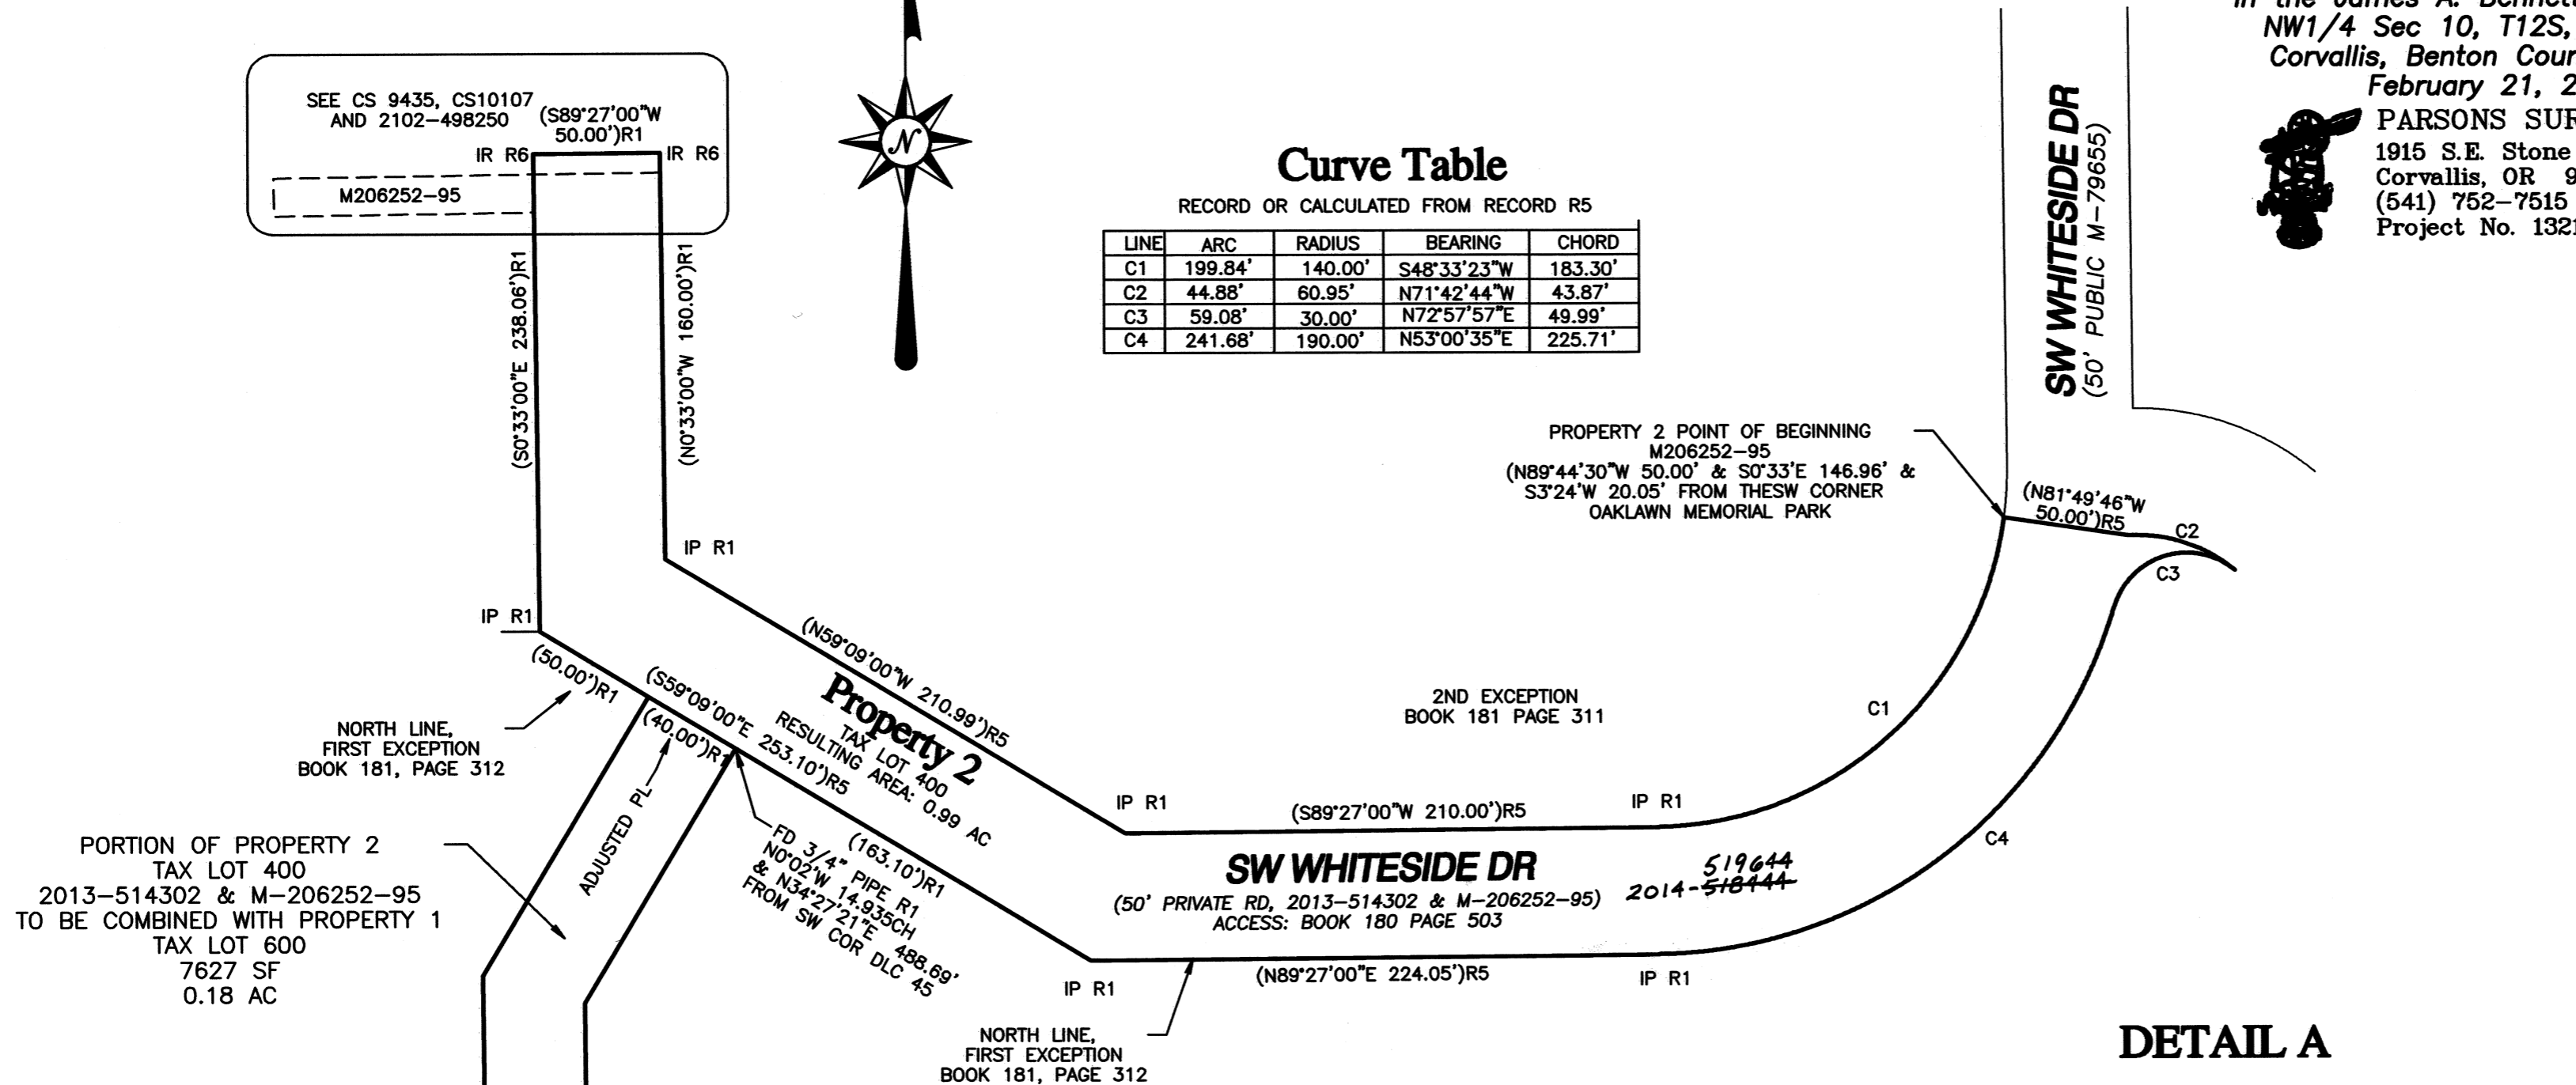 in the James A. Bennett
NW1/4 Sec 10, T12S,
Corvallis, Benton Coun
February 21, 2
PARSONS SUR
1915 S.E. Stone
Corvallis, OR 9
(541) 752-7515
Project No. 1321
SEE CS 9435, CS10107
AND 2102-498250
(S89°27'00"W
50.00')R1
IR R6
IR R6
M206252-95
N
(S0°33'00"E 238.06')R1
(N0°33'00"W 160.00')R1
Curve Table
RECORD OR CALCULATED FROM RECORD R5
LINE ARC RADIUS BEARING CHORD
C1 199.84' 140.00' S48°33'23"W 183.30'
C2 44.88' 60.95' N71°42'44"W 43.87'
C3 59.08' 30.00' N72°57'57"E 49.99'
C4 241.68' 190.00' N53°00'35"E 225.71'
SW WHITESIDE DR
(50' PUBLIC M-79655)
PROPERTY 2 POINT OF BEGINNING
M206252-95
(N89°44'30"W 50.00' & S0°33'E 146.96' &
S3°24'W 20.05' FROM THESW CORNER
OAKLAWN MEMORIAL PARK
(N81°49'46"W
50.00')R5
C2
C3
IP R1
IP R1
(50.00')R1
(N59°09'00"W 210.99')R5
(S59°09'00"E 253.10')R5
(40.00')R1
Property 2
TAX LOT 400
RESULTING AREA: 0.99 AC
NORTH LINE,
FIRST EXCEPTION
BOOK 181, PAGE 312
2ND EXCEPTION
BOOK 181 PAGE 311
C1
C4
ADJUSTED PL
FD 3/4" PIPE R1
N0°02'W 14.935CH
& N34°27'21"E 488.69'
FROM SW COR DLC 45
(163.10')R1
IP R1
(S89°27'00"W 210.00')R5
IP R1
PORTION OF PROPERTY 2
TAX LOT 400
2013-514302 & M-206252-95
TO BE COMBINED WITH PROPERTY 1
TAX LOT 600
7627 SF
0.18 AC
SW WHITESIDE DR
(50' PRIVATE RD, 2013-514302 & M-206252-95)
ACCESS: BOOK 180 PAGE 503
519644
2014-518444
IP R1
(N89°27'00"E 224.05')R5
IP R1
NORTH LINE,
FIRST EXCEPTION
BOOK 181, PAGE 312
DETAIL A